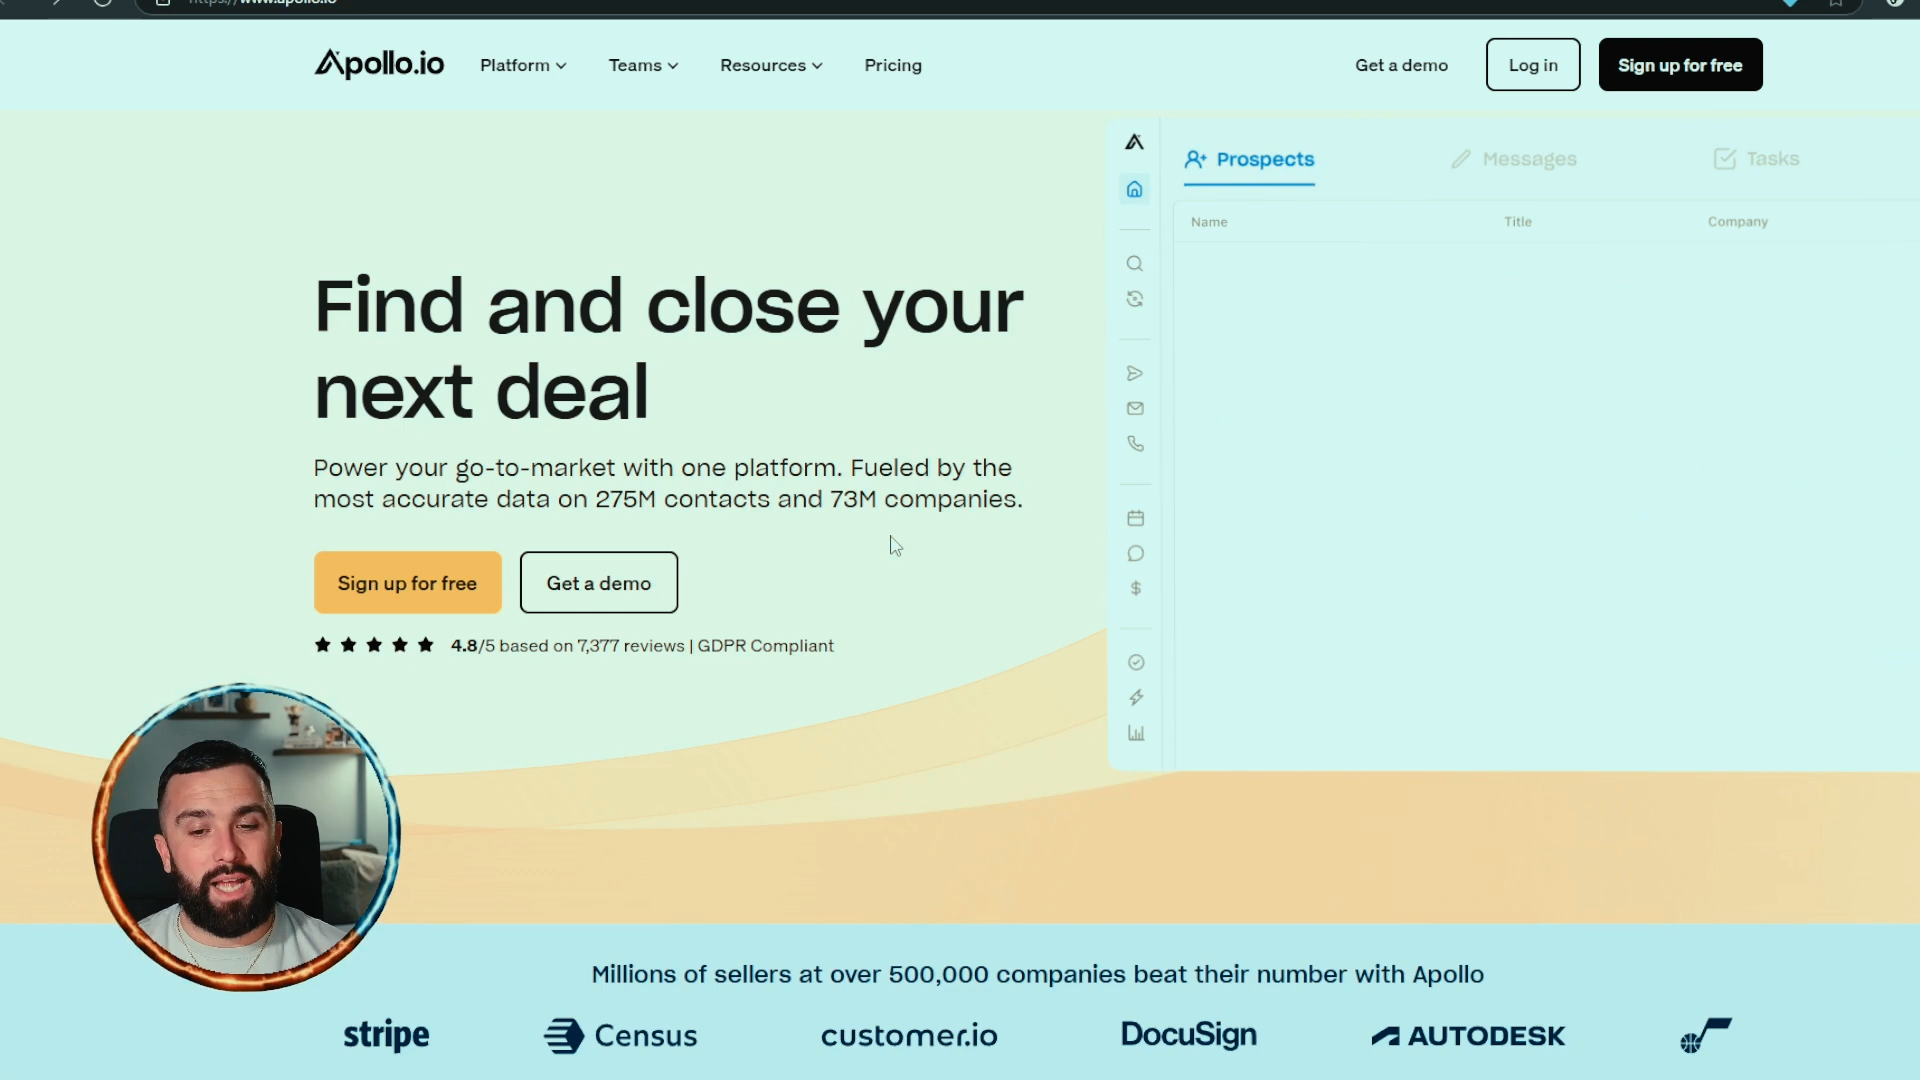 https://www.apollo.io
Apollo.io
Platform
Teams
Resources
Pricing
Get a demo
Log in
Sign up for free
Prospects
Messages
Tasks
Name
Title
Company
Find and close your
next deal
Power your go-to-market with one platform. Fueled by the
most accurate data on 275M contacts and 73M companies.
Sign up for free
Get a demo
4.8/5 based on 7,377 reviews | GDPR Compliant
Millions of sellers at over 500,000 companies beat their number with Apollo
stripe
Census
customer.io
DocuSign
AUTODESK